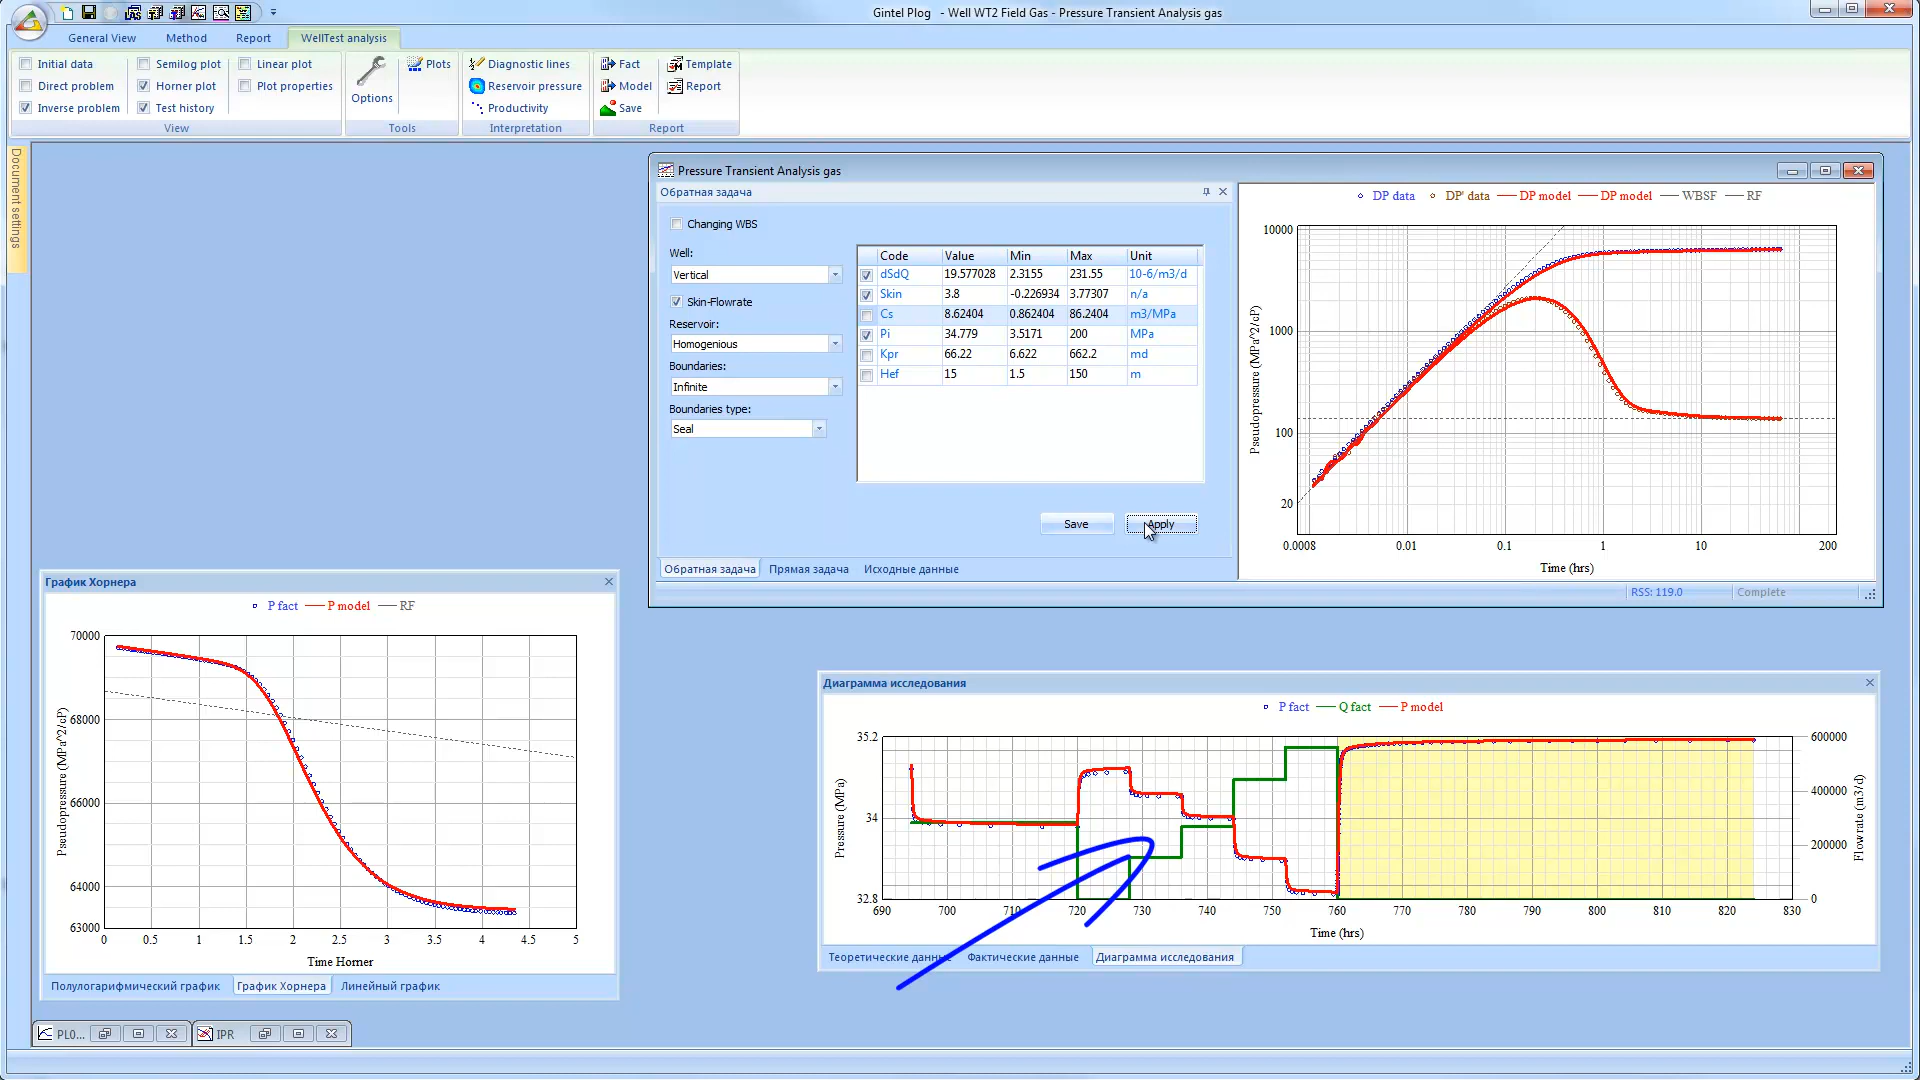 Gintel Plog - Well WT2 Field Gas - Pressure Transient Analysis gas
General View Method Report WellTest analysis
Initial data Semilog plot Linear plot Plots Diagnostic lines Fact Template
Direct problem Horner plot Plot properties Options Reservoir pressure Model Report
Inverse problem Test history Productivity Save
View Tools Interpretation Report
Document settings
Pressure Transient Analysis gas
Обратная задача
Changing WBS
Well:
Vertical
Skin-Flowrate
Reservoir:
Homogenious
Boundaries:
Infinite
Boundaries type:
Seal
Code Value Min Max Unit
dSdQ 19.577028 2.3155 231.55 10-6/m3/d
Skin 3.8 -0.226934 3.77307 n/a
Cs 8.62404 0.862404 86.2404 m3/MPa
Pi 34.779 3.5171 200 MPa
Kpr 66.22 6.622 662.2 md
Hef 15 1.5 150 m
Save Apply
Обратная задача Прямая задача Исходные данные
DP data DP' data DP model DP model WBSF RF
Pseudopressure (MPa^2/cP)
10000
1000
100
20
0.0008 0.01 0.1 1 10 200
Time (hrs)
RSS: 119.0 Complete
График Хорнера
P fact P model RF
Pseudopressure (MPa^2/cP)
70000
68000
66000
64000
63000
0 0.5 1 1.5 2 2.5 3 3.5 4 4.5 5
Time Horner
Полулогарифмический график График Хорнера Линейный график
Диаграмма исследования
P fact Q fact P model
Pressure (MPa)
35.2
34
32.8
600000
400000
200000
0
Flowrate (m3/d)
690 700 710 720 730 740 750 760 770 780 790 800 810 820 830
Time (hrs)
Теоретические данные Фактические данные Диаграмма исследования
PL0... IPR